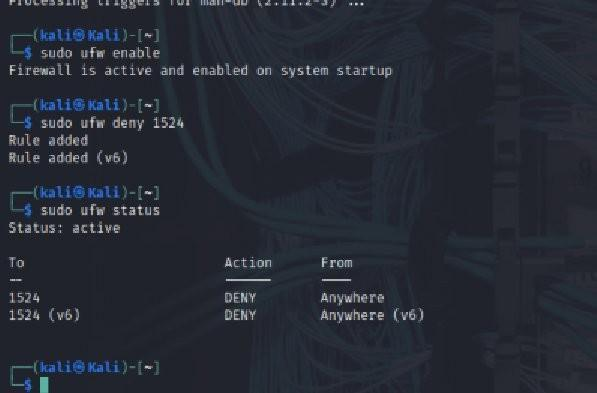 Processing triggers for man-db (2.11.2-3) ...
┌──(kali㉿Kali)-[~]
└─$ sudo ufw enable
Firewall is active and enabled on system startup
┌──(kali㉿Kali)-[~]
└─$ sudo ufw deny 1524
Rule added
Rule added (v6)
┌──(kali㉿Kali)-[~]
└─$ sudo ufw status
Status: active
To Action From
-- ------ ----
1524 DENY Anywhere
1524 (v6) DENY Anywhere (v6)
┌──(kali㉿Kali)-[~]
└─$